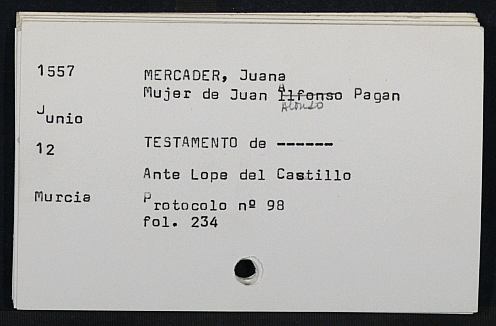 1557
MERCADER, Juana
Mujer de Juan Ilfonso Pagan
Alonso
Junio
12
TESTAMENTO de ------
Ante Lope del Castillo
Murcia
Protocolo nº 98
fol. 234